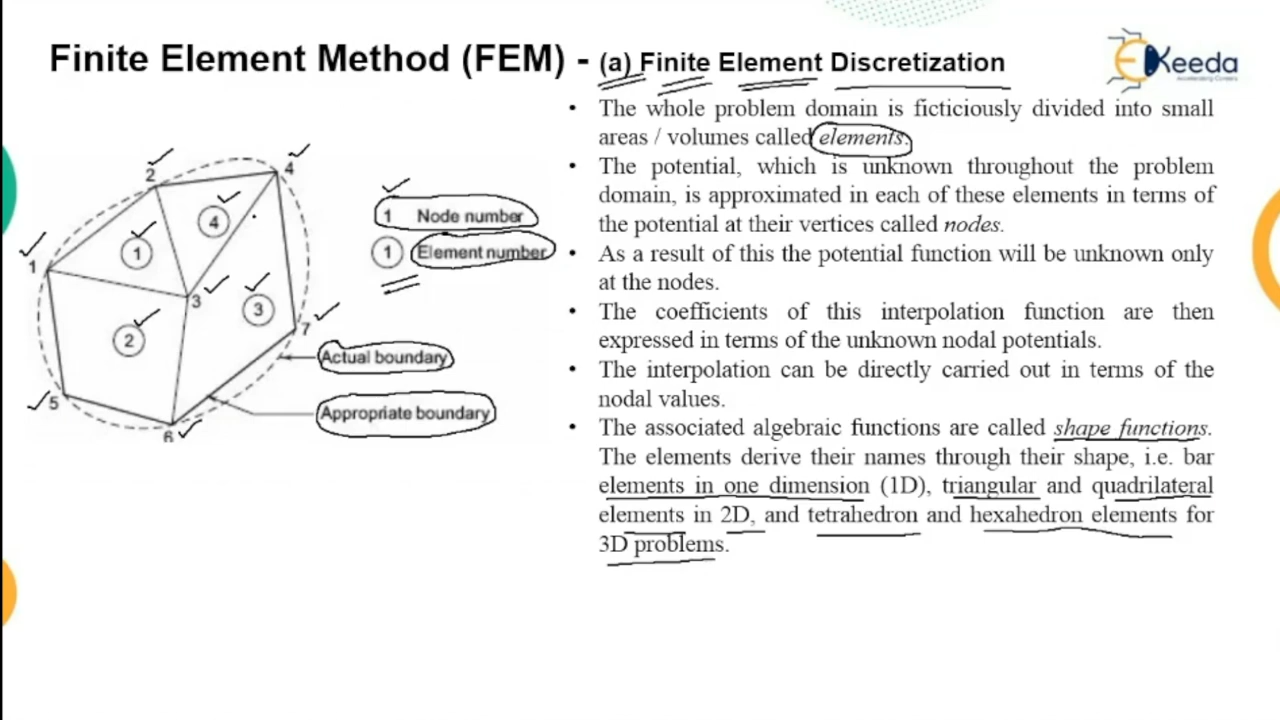 Finite Element Method (FEM) - (a) Finite Element Discretization
Keeda
• The whole problem domain is ficticiously divided into small
areas / volumes called elements.
• The potential, which is unknown throughout the problem
domain, is approximated in each of these elements in terms of
the potential at their vertices called nodes.
• As a result of this the potential function will be unknown only
at the nodes.
• The coefficients of this interpolation function are then
expressed in terms of the unknown nodal potentials.
• The interpolation can be directly carried out in terms of the
nodal values.
• The associated algebraic functions are called shape functions.
The elements derive their names through their shape, i.e. bar
elements in one dimension (1D), triangular and quadrilateral
elements in 2D, and tetrahedron and hexahedron elements for
3D problems.
2
4
4
1
1
3
3
2
7
5
6
1 Node number
1 Element number
Actual boundary
Appropriate boundary